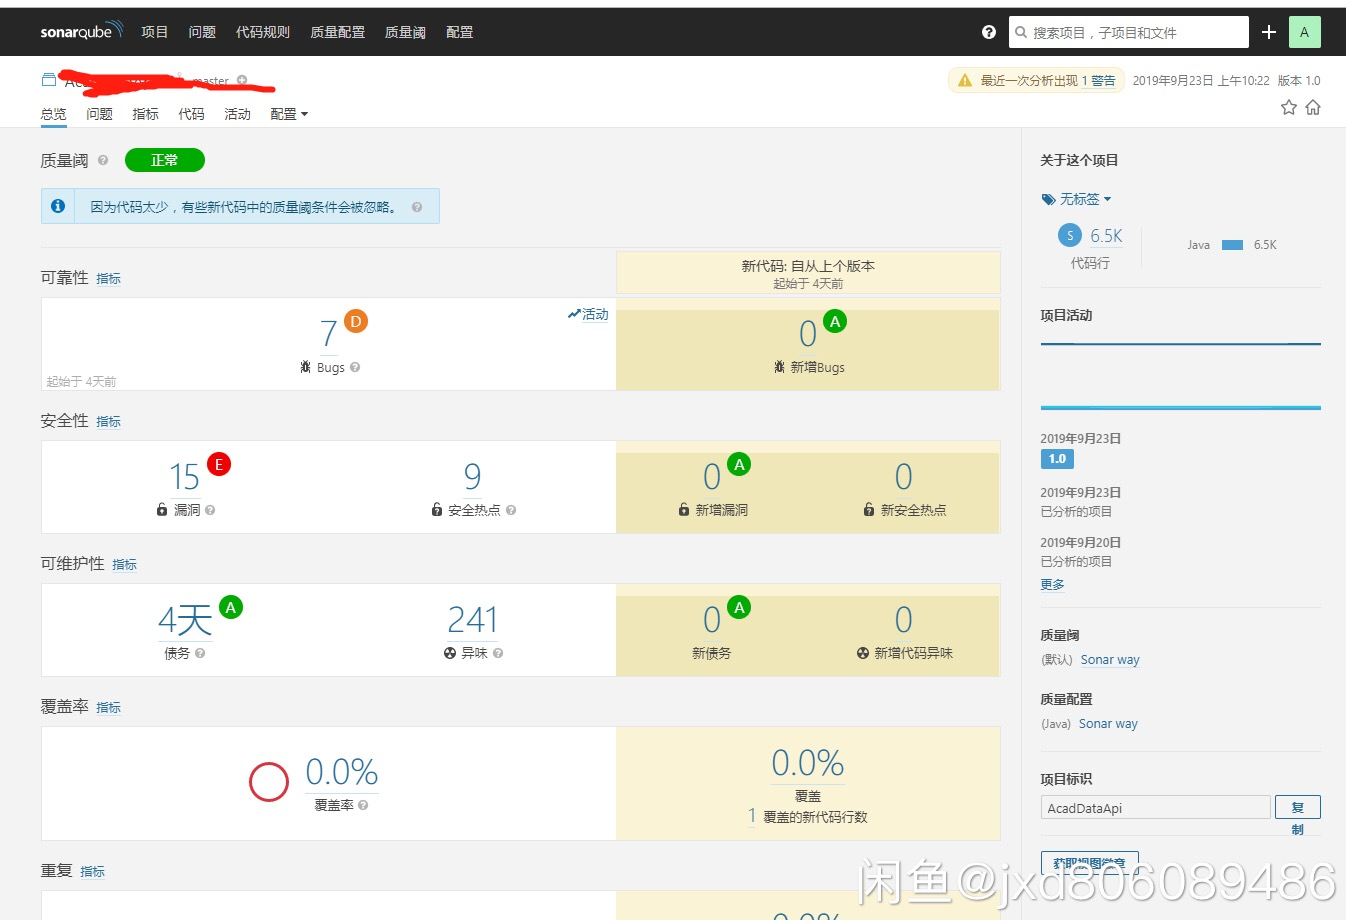 sonarqube 项目 问题 代码规则 质量配置 质量阈 配置 搜索项目，子项目和文件 A
master 最近一次分析出现 1 警告 2019年9月23日 上午10:22 版本 1.0
总览 问题 指标 代码 活动 配置
质量阈 正常
因为代码太少，有些新代码中的质量阈条件会被忽略。
可靠性 指标
新代码: 自从上个版本
起始于 4天前
7 D
Bugs
活动
起始于 4天前
0 A
新增Bugs
安全性 指标
15 E
漏洞
9
安全热点
0 A
新增漏洞
0
新安全热点
可维护性 指标
4天 A
债务
241
异味
0 A
新债务
0
新增代码异味
覆盖率 指标
0.0%
覆盖率
0.0%
覆盖
1 覆盖的新代码行数
重复 指标
0.0%
关于这个项目
无标签
S 6.5K
代码行
Java 6.5K
项目活动
2019年9月23日
1.0
2019年9月23日
已分析的项目
2019年9月20日
已分析的项目
更多
质量阈
(默认) Sonar way
质量配置
(Java) Sonar way
项目标识
AcadDataApi
复制
获取视图徽章
闲鱼@jxd806089486